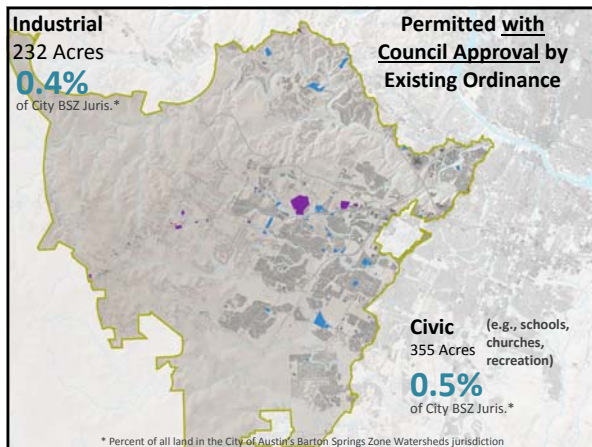 Industrial
232 Acres
0.4%
of City BSZ Juris.*
Permitted with
Council Approval by
Existing Ordinance
Civic
355 Acres
(e.g., schools,
churches,
recreation)
0.5%
of City BSZ Juris.*
* Percent of all land in the City of Austin's Barton Springs Zone Watersheds jurisdiction